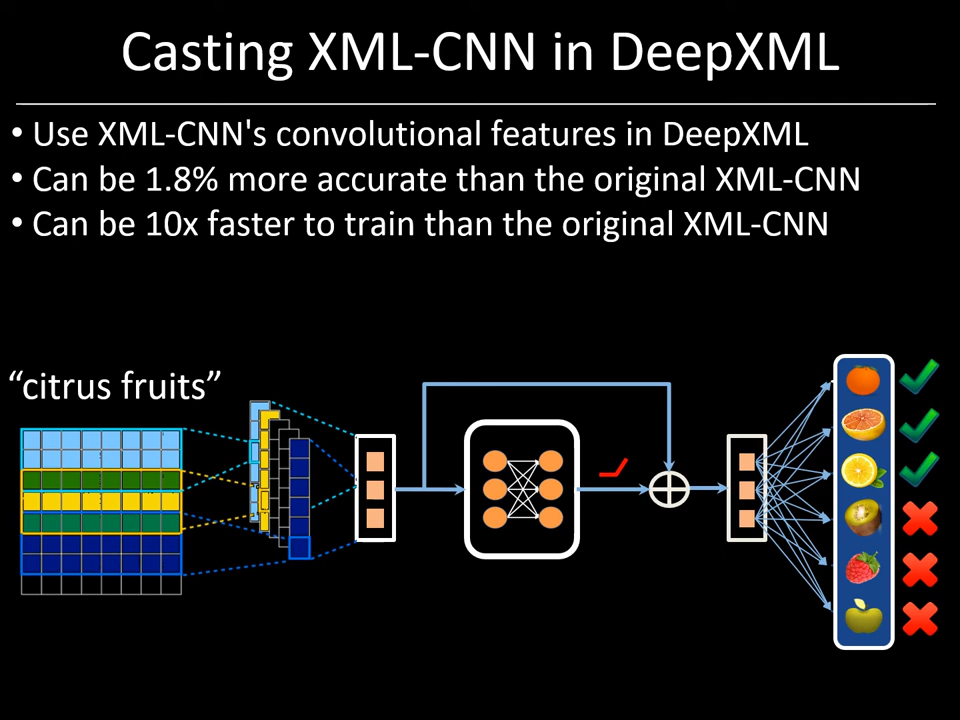 Casting XML-CNN in DeepXML
• Use XML-CNN's convolutional features in DeepXML
• Can be 1.8% more accurate than the original XML-CNN
• Can be 10x faster to train than the original XML-CNN
“citrus fruits”